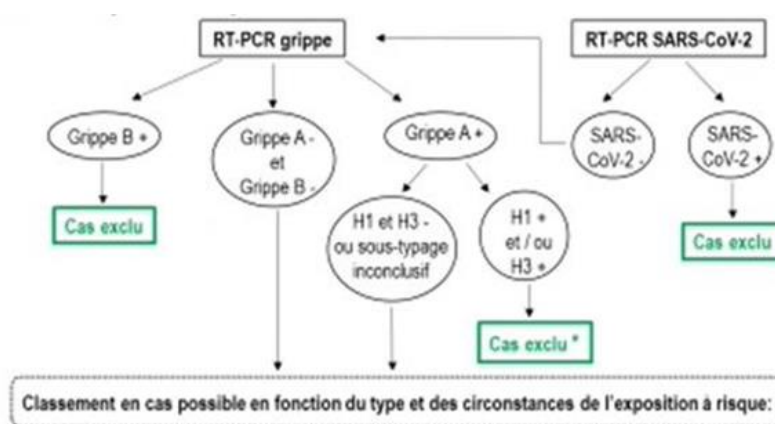 RT-PCR grippe
RT-PCR SARS-CoV-2
Grippe B +
Grippe A -
et
Grippe B -
Grippe A +
SARS-
CoV-2 -
SARS-
CoV-2 +
Cas exclu
H1 et H3 -
ou sous-typage
inconclusif
H1 +
et / ou
H3 +
Cas exclu
Cas exclu *
Classement en cas possible en fonction du type et des circonstances de l'exposition à risque: